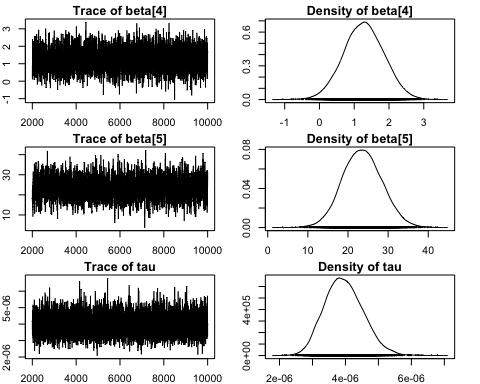 Trace of beta[4]
Density of beta[4]
-1 0 1 2 3
2000 4000 6000 8000 10000
0.0 0.3 0.6
-1 0 1 2 3
Trace of beta[5]
Density of beta[5]
10 30
2000 4000 6000 8000 10000
0.00 0.04 0.08
0 10 20 30 40
Trace of tau
Density of tau
2e-06 5e-06
2000 4000 6000 8000 10000
0e+00 4e+05
2e-06 4e-06 6e-06